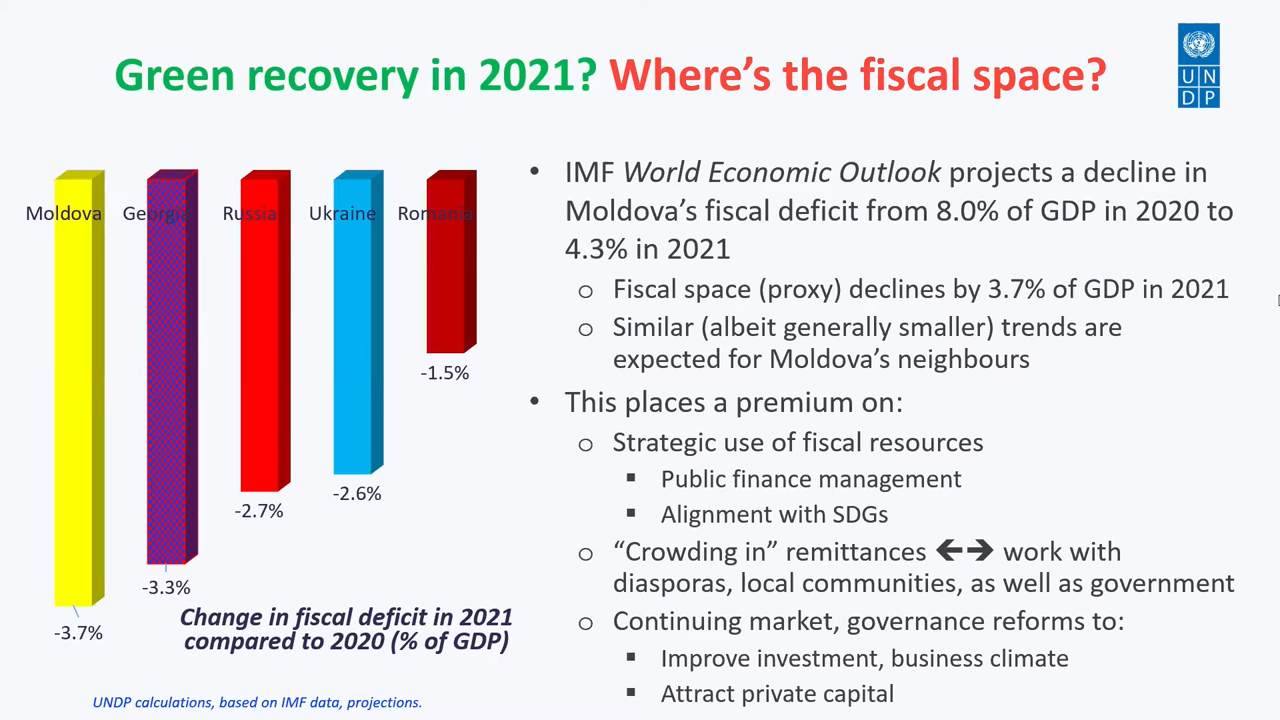 Green recovery in 2021? Where's the fiscal space?
UN
DP
Moldova Georgia Russia Ukraine Romania
-1.5%
-2.6%
-2.7%
-3.3%
-3.7%
Change in fiscal deficit in 2021
compared to 2020 (% of GDP)
UNDP calculations, based on IMF data, projections.
• IMF World Economic Outlook projects a decline in
Moldova's fiscal deficit from 8.0% of GDP in 2020 to
4.3% in 2021
o Fiscal space (proxy) declines by 3.7% of GDP in 2021
o Similar (albeit generally smaller) trends are
expected for Moldova's neighbours
• This places a premium on:
o Strategic use of fiscal resources
▪ Public finance management
▪ Alignment with SDGs
o “Crowding in” remittances 🡨🡪 work with
diasporas, local communities, as well as government
o Continuing market, governance reforms to:
▪ Improve investment, business climate
▪ Attract private capital